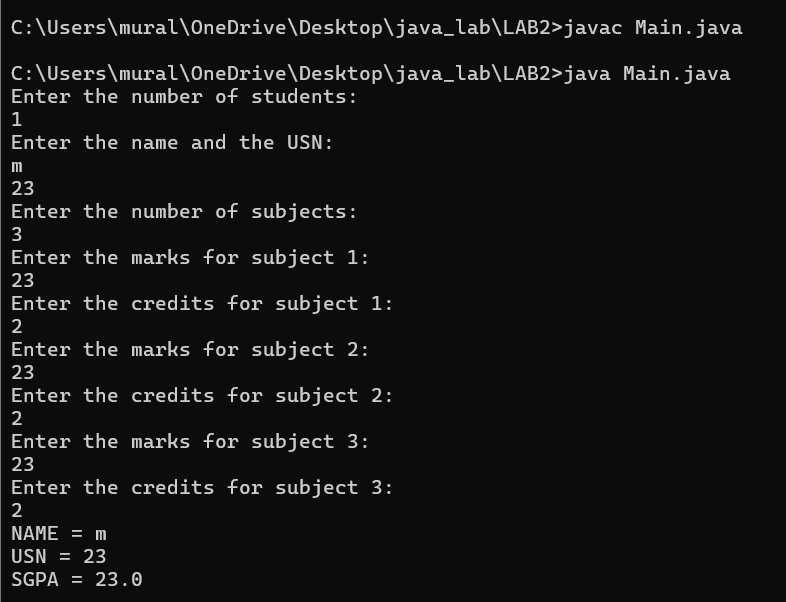 C:\Users\mural\OneDrive\Desktop\java_lab\LAB2>javac Main.java
C:\Users\mural\OneDrive\Desktop\java_lab\LAB2>java Main.java
Enter the number of students:
1
Enter the name and the USN:
m
23
Enter the number of subjects:
3
Enter the marks for subject 1:
23
Enter the credits for subject 1:
2
Enter the marks for subject 2:
23
Enter the credits for subject 2:
2
Enter the marks for subject 3:
23
Enter the credits for subject 3:
2
NAME = m
USN = 23
SGPA = 23.0